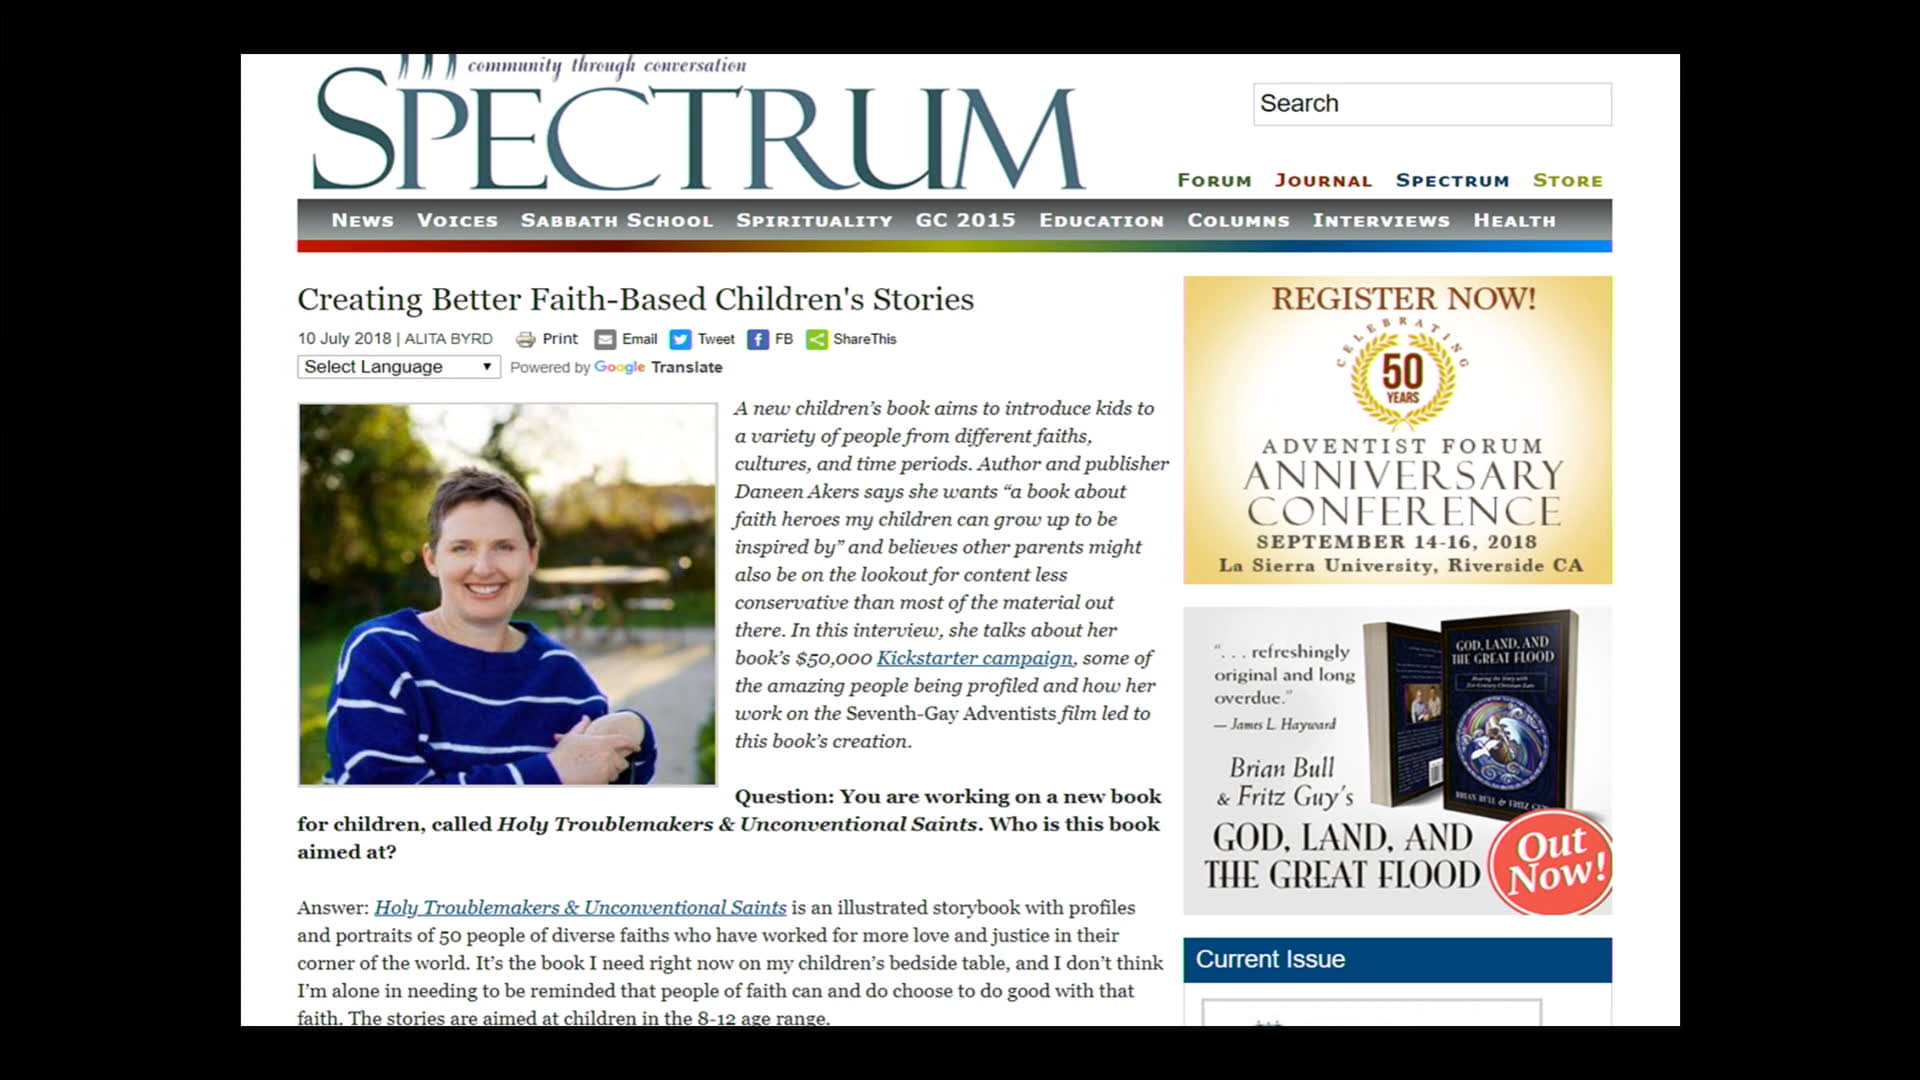 community through conversation
SPECTRUM
Search
FORUM JOURNAL SPECTRUM STORE
NEWS VOICES SABBATH SCHOOL SPIRITUALITY GC 2015 EDUCATION COLUMNS INTERVIEWS HEALTH
Creating Better Faith-Based Children's Stories
10 July 2018 | ALITA BYRD Print Email Tweet FB ShareThis
Select Language Powered by Google Translate
A new children’s book aims to introduce kids to
a variety of people from different faiths,
cultures, and time periods. Author and publisher
Daneen Akers says she wants “a book about
faith heroes my children can grow up to be
inspired by” and believes other parents might
also be on the lookout for content less
conservative than most of the material out
there. In this interview, she talks about her
book’s $50,000 Kickstarter campaign, some of
the amazing people being profiled and how her
work on the Seventh-Gay Adventists film led to
this book’s creation.
Question: You are working on a new book
for children, called Holy Troublemakers & Unconventional Saints. Who is this book
aimed at?
Answer: Holy Troublemakers & Unconventional Saints is an illustrated storybook with profiles
and portraits of 50 people of diverse faiths who have worked for more love and justice in their
corner of the world. It’s the book I need right now on my children’s bedside table, and I don’t think
I’m alone in needing to be reminded that people of faith can and do choose to do good with that
faith. The stories are aimed at children in the 8-12 age range.
REGISTER NOW!
CELEBRATING
50
YEARS
ADVENTIST FORUM
ANNIVERSARY
CONFERENCE
SEPTEMBER 14-16, 2018
La Sierra University, Riverside CA
“. . . refreshingly
original and long
overdue.”
— James L. Hayward
Brian Bull
& Fritz Guy’s
GOD, LAND, AND
THE GREAT FLOOD
Out
Now!
GOD, LAND, AND
THE GREAT FLOOD
Current Issue